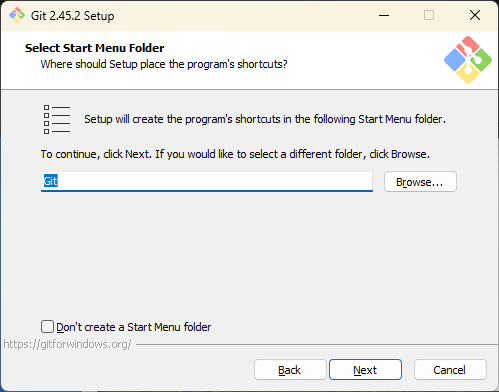 Git 2.45.2 Setup
Select Start Menu Folder
Where should Setup place the program's shortcuts?
Setup will create the program's shortcuts in the following Start Menu folder.
To continue, click Next. If you would like to select a different folder, click Browse.
Git
Browse...
Don't create a Start Menu folder
https://gitforwindows.org/
Back
Next
Cancel